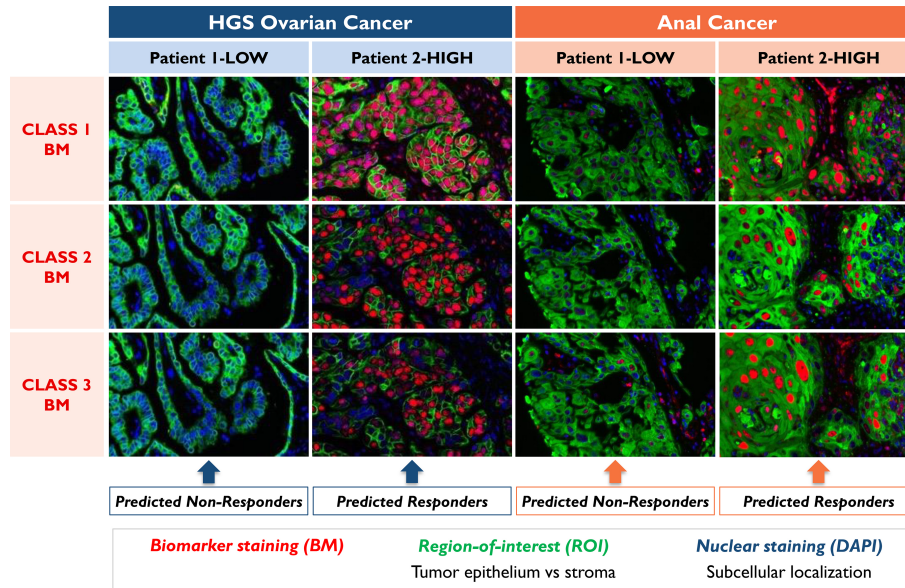 HGS Ovarian Cancer
Anal Cancer
Patient 1-LOW
Patient 2-HIGH
Patient 1-LOW
Patient 2-HIGH
CLASS 1
BM
CLASS 2
BM
CLASS 3
BM
Predicted Non-Responders
Predicted Responders
Predicted Non-Responders
Predicted Responders
Biomarker staining (BM)
Region-of-interest (ROI)
Nuclear staining (DAPI)
Tumor epithelium vs stroma
Subcellular localization